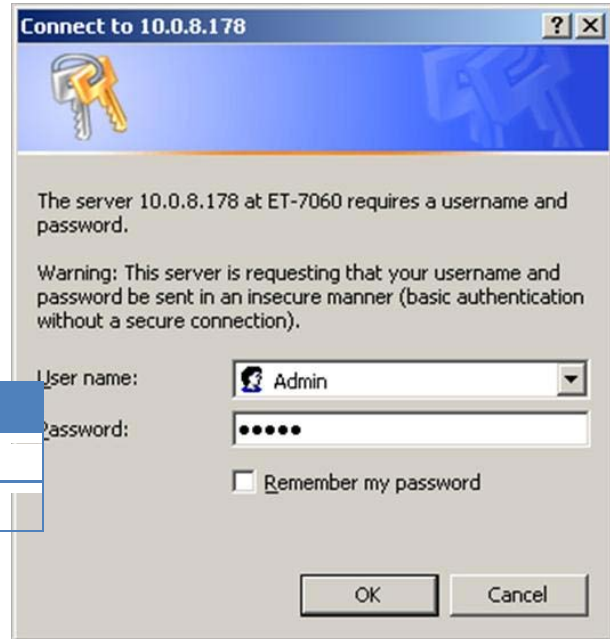 Connect to 10.0.8.178
The server 10.0.8.178 at ET-7060 requires a username and
password.
Warning: This server is requesting that your username and
password be sent in an insecure manner (basic authentication
without a secure connection).
User name:
Admin
Password:
•••••
Remember my password
OK Cancel